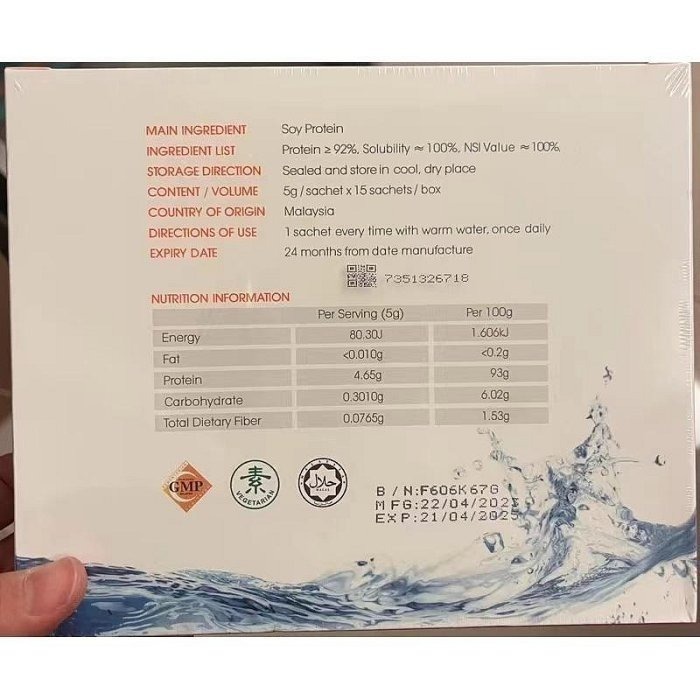 MAIN INGREDIENT Soy Protein
INGREDIENT LIST Protein ≥ 92%, Solubility ≈ 100%, NSI Value ≈ 100%,
STORAGE DIRECTION Sealed and store in cool, dry place
CONTENT / VOLUME 5g / sachet x 15 sachets / box
COUNTRY OF ORIGIN Malaysia
DIRECTIONS OF USE 1 sachet every time with warm water, once daily
EXPIRY DATE 24 months from date manufacture
7351326718
NUTRITION INFORMATION
Per Serving (5g) Per 100g
Energy 80.30J 1.606kJ
Fat <0.010g <0.2g
Protein 4.65g 93g
Carbohydrate 0.3010g 6.02g
Total Dietary Fiber 0.0765g 1.53g
GMP
素
VEGETARIAN
حلال
B / N:F606K67G
MFG:22/04/2023
EXP:21/04/2025